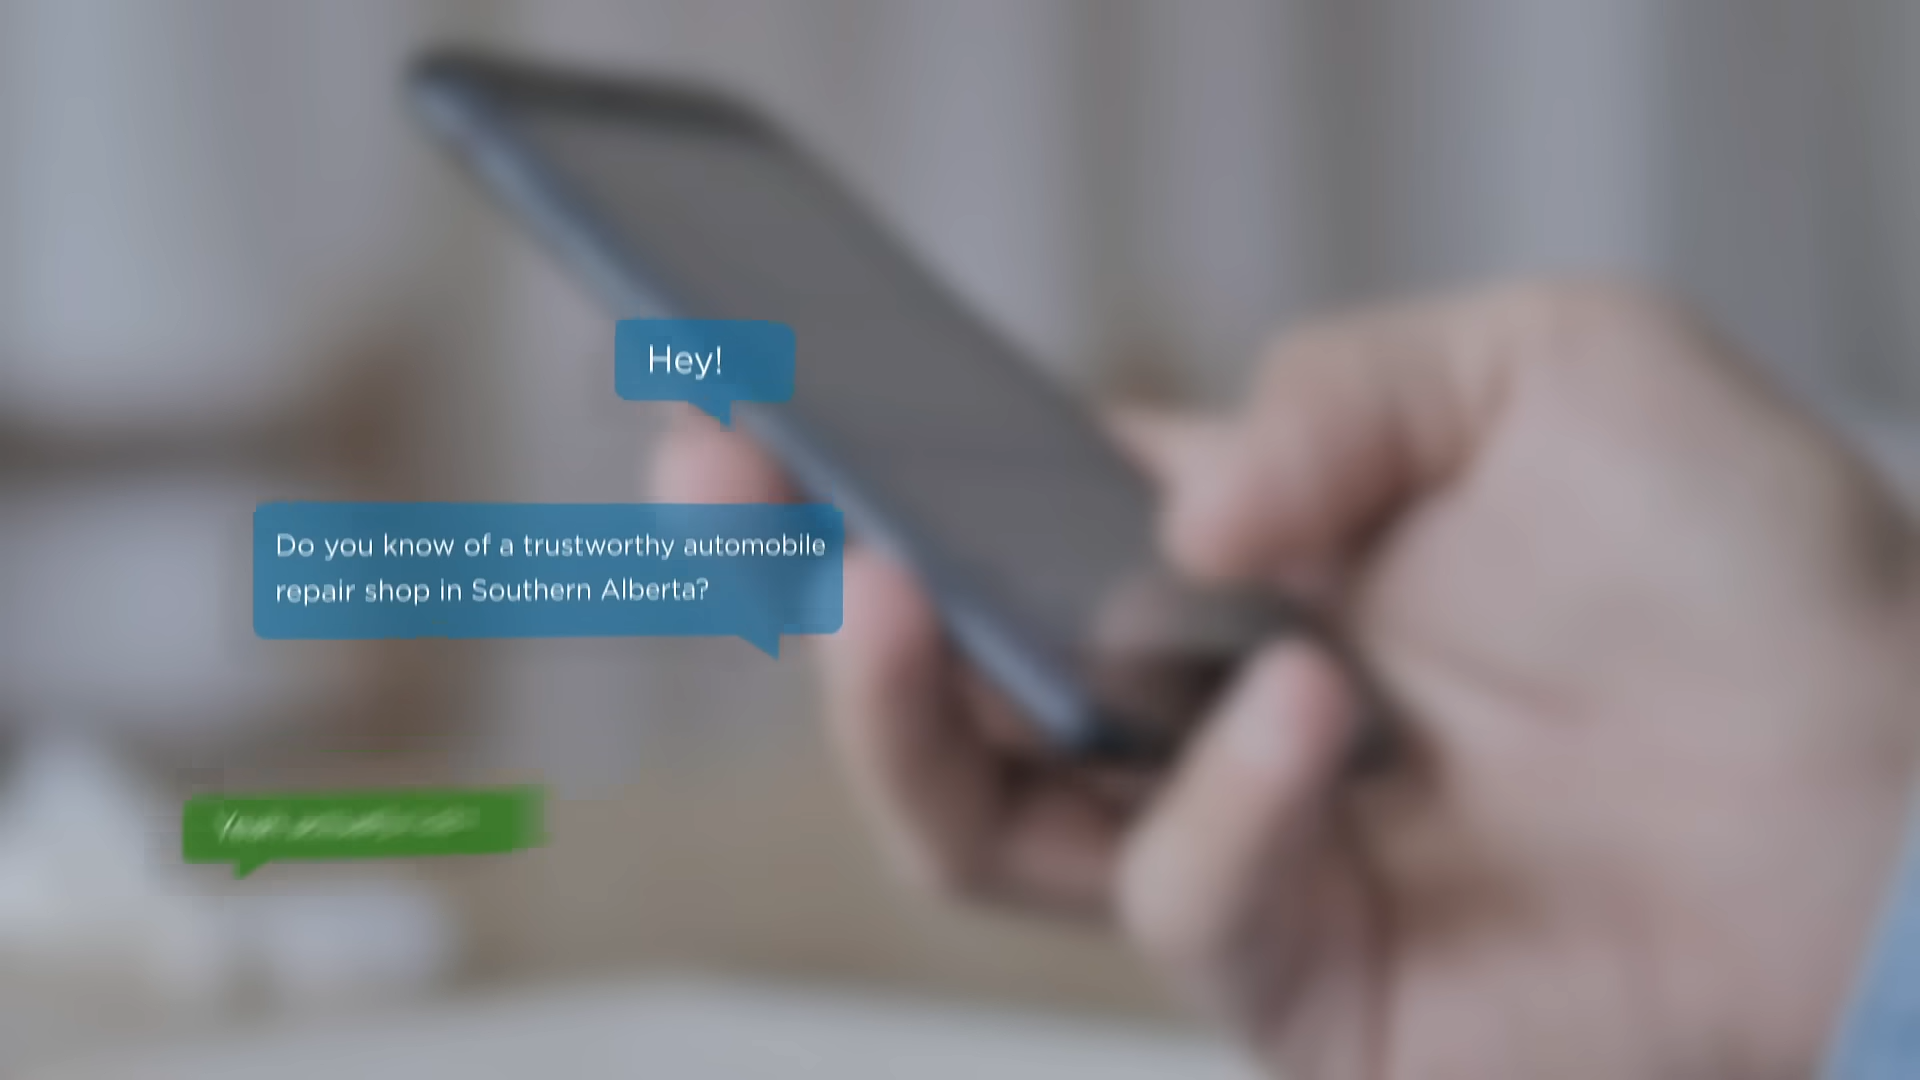 Hey!
Do you know of a trustworthy automobile
repair shop in Southern Alberta?